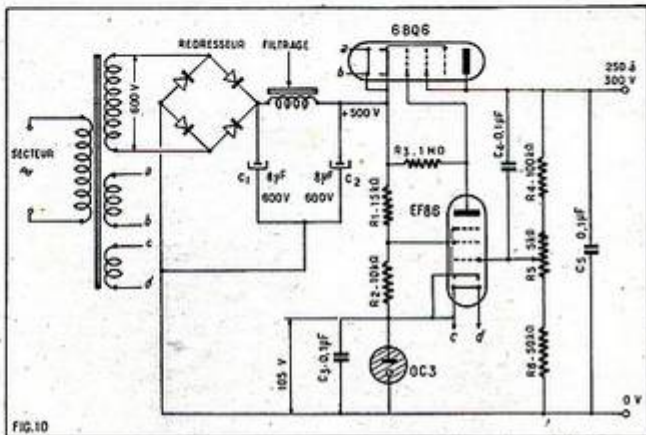 6BQ6
REDRESSEUR
FILTRAGE
a
b
250 à
300 V
600 V
+500 V
SECTEUR
C1
8µF
600V
8µF
600V
C2
R3.1MΩ
C4-0,1µF
R4-100kΩ
R1-15kΩ
EF86
R5 5kΩ
C5 0,1µF
a
b
c
d
R2-10kΩ
c
d
105 V
C3-0,1µF
OC3
R6-50kΩ
0 V
FIG.10